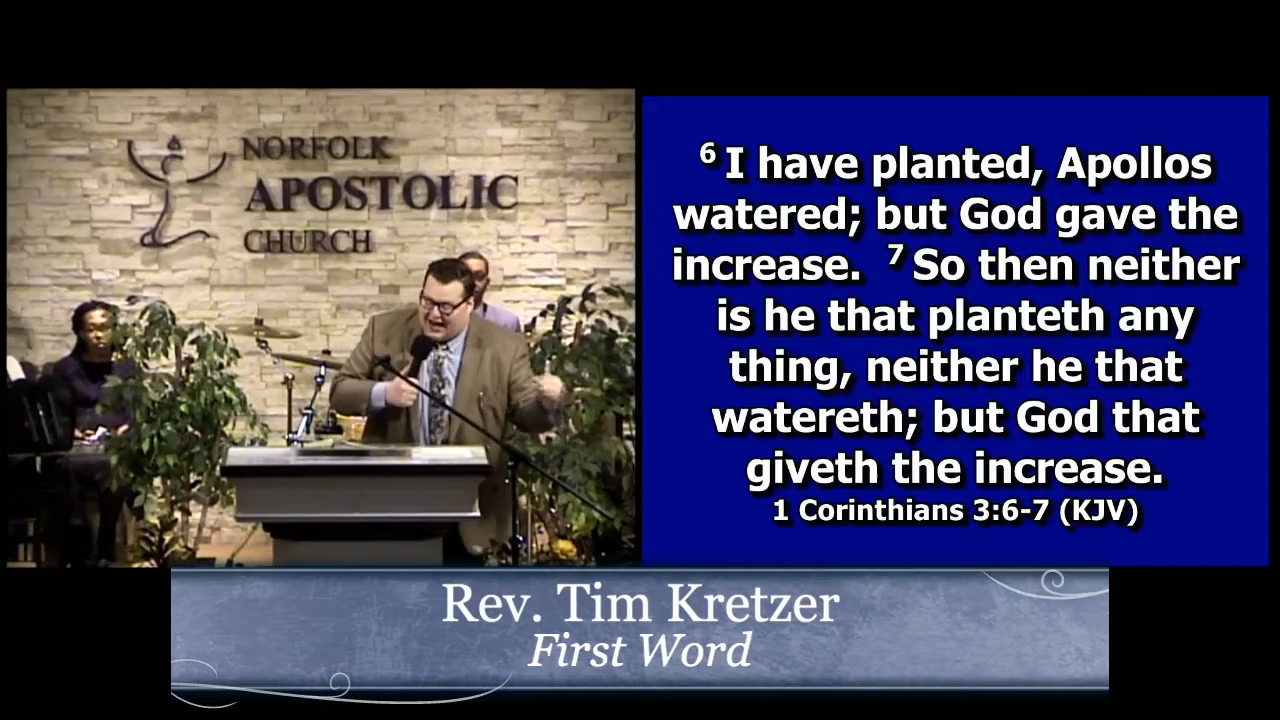 NORFOLK
APOSTOLIC
CHURCH
⁶ I have planted, Apollos
watered; but God gave the
increase. ⁷ So then neither
is he that planteth any
thing, neither he that
watereth; but God that
giveth the increase.
1 Corinthians 3:6-7 (KJV)
Rev. Tim Kretzer
First Word